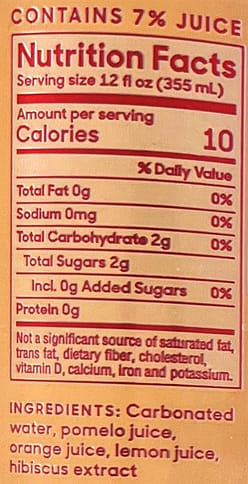 CONTAINS 7% JUICE
Nutrition Facts
Serving size 12 fl oz (355 mL)
Amount per serving
Calories 10
% Daily Value
Total Fat 0g 0%
Sodium 0mg 0%
Total Carbohydrate 2g 0%
Total Sugars 2g
Incl. 0g Added Sugars 0%
Protein 0g
Not a significant source of saturated fat,
trans fat, dietary fiber, cholesterol,
vitamin D, calcium, iron and potassium.
INGREDIENTS: Carbonated
water, pomelo juice,
orange juice, lemon juice,
hibiscus extract